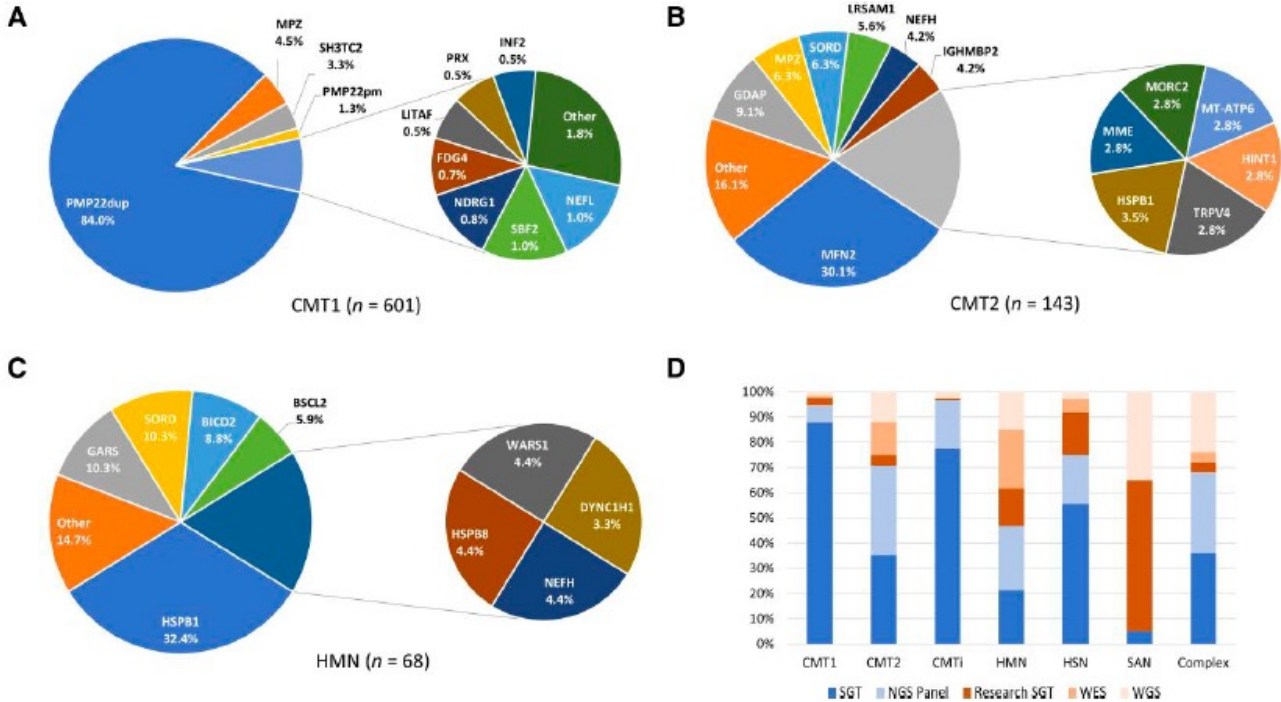 A
MPZ
4.5%
SH3TC2
3.3%
PMP22pm
1.3%
PMP22dup
84.0%
INF2
0.5%
PRX
0.5%
LITAF
0.5%
FDG4
0.7%
NDRG1
0.8%
SBF2
1.0%
NEFL
1.0%
Other
1.8%
CMT1 (n = 601)
B
LRSAM1
5.6%
NEFH
4.2%
IGHMBP2
4.2%
SORD
6.3%
MPZ
6.3%
GDAP
9.1%
Other
16.1%
MFN2
30.1%
MORC2
2.8%
MT-ATP6
2.8%
MME
2.8%
HINT1
2.8%
HSPB1
3.5%
TRPV4
2.8%
CMT2 (n = 143)
C
BSCL2
5.9%
SORD
10.3%
BICD2
8.8%
GARS
10.3%
Other
14.7%
HSPB1
32.4%
WARS1
4.4%
DYNC1H1
3.3%
HSPB8
4.4%
NEFH
4.4%
HMN (n = 68)
D
100%
90%
80%
70%
60%
50%
40%
30%
20%
10%
0%
CMT1 CMT2 CMTi HMN HSN SAN Complex
SGT NGS Panel Research SGT WES WGS